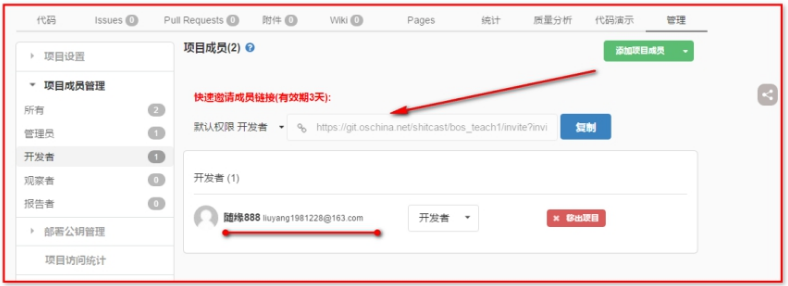 代码 Issues 0 Pull Requests 0 附件 0 Wiki 0 Pages 统计 质量分析 代码演示 管理
项目设置
项目成员管理
所有 2
管理员 1
开发者 1
观察者 0
报告者 0
部署公钥管理
项目访问统计
项目成员(2) ?
添加项目成员
快速邀请成员链接(有效期3天):
默认权限 开发者 https://git.oschina.net/shitcast/bos_teach1/invite?invi 复制
开发者 (1)
随缘888 liuyang1981228@163.com 开发者 移出项目